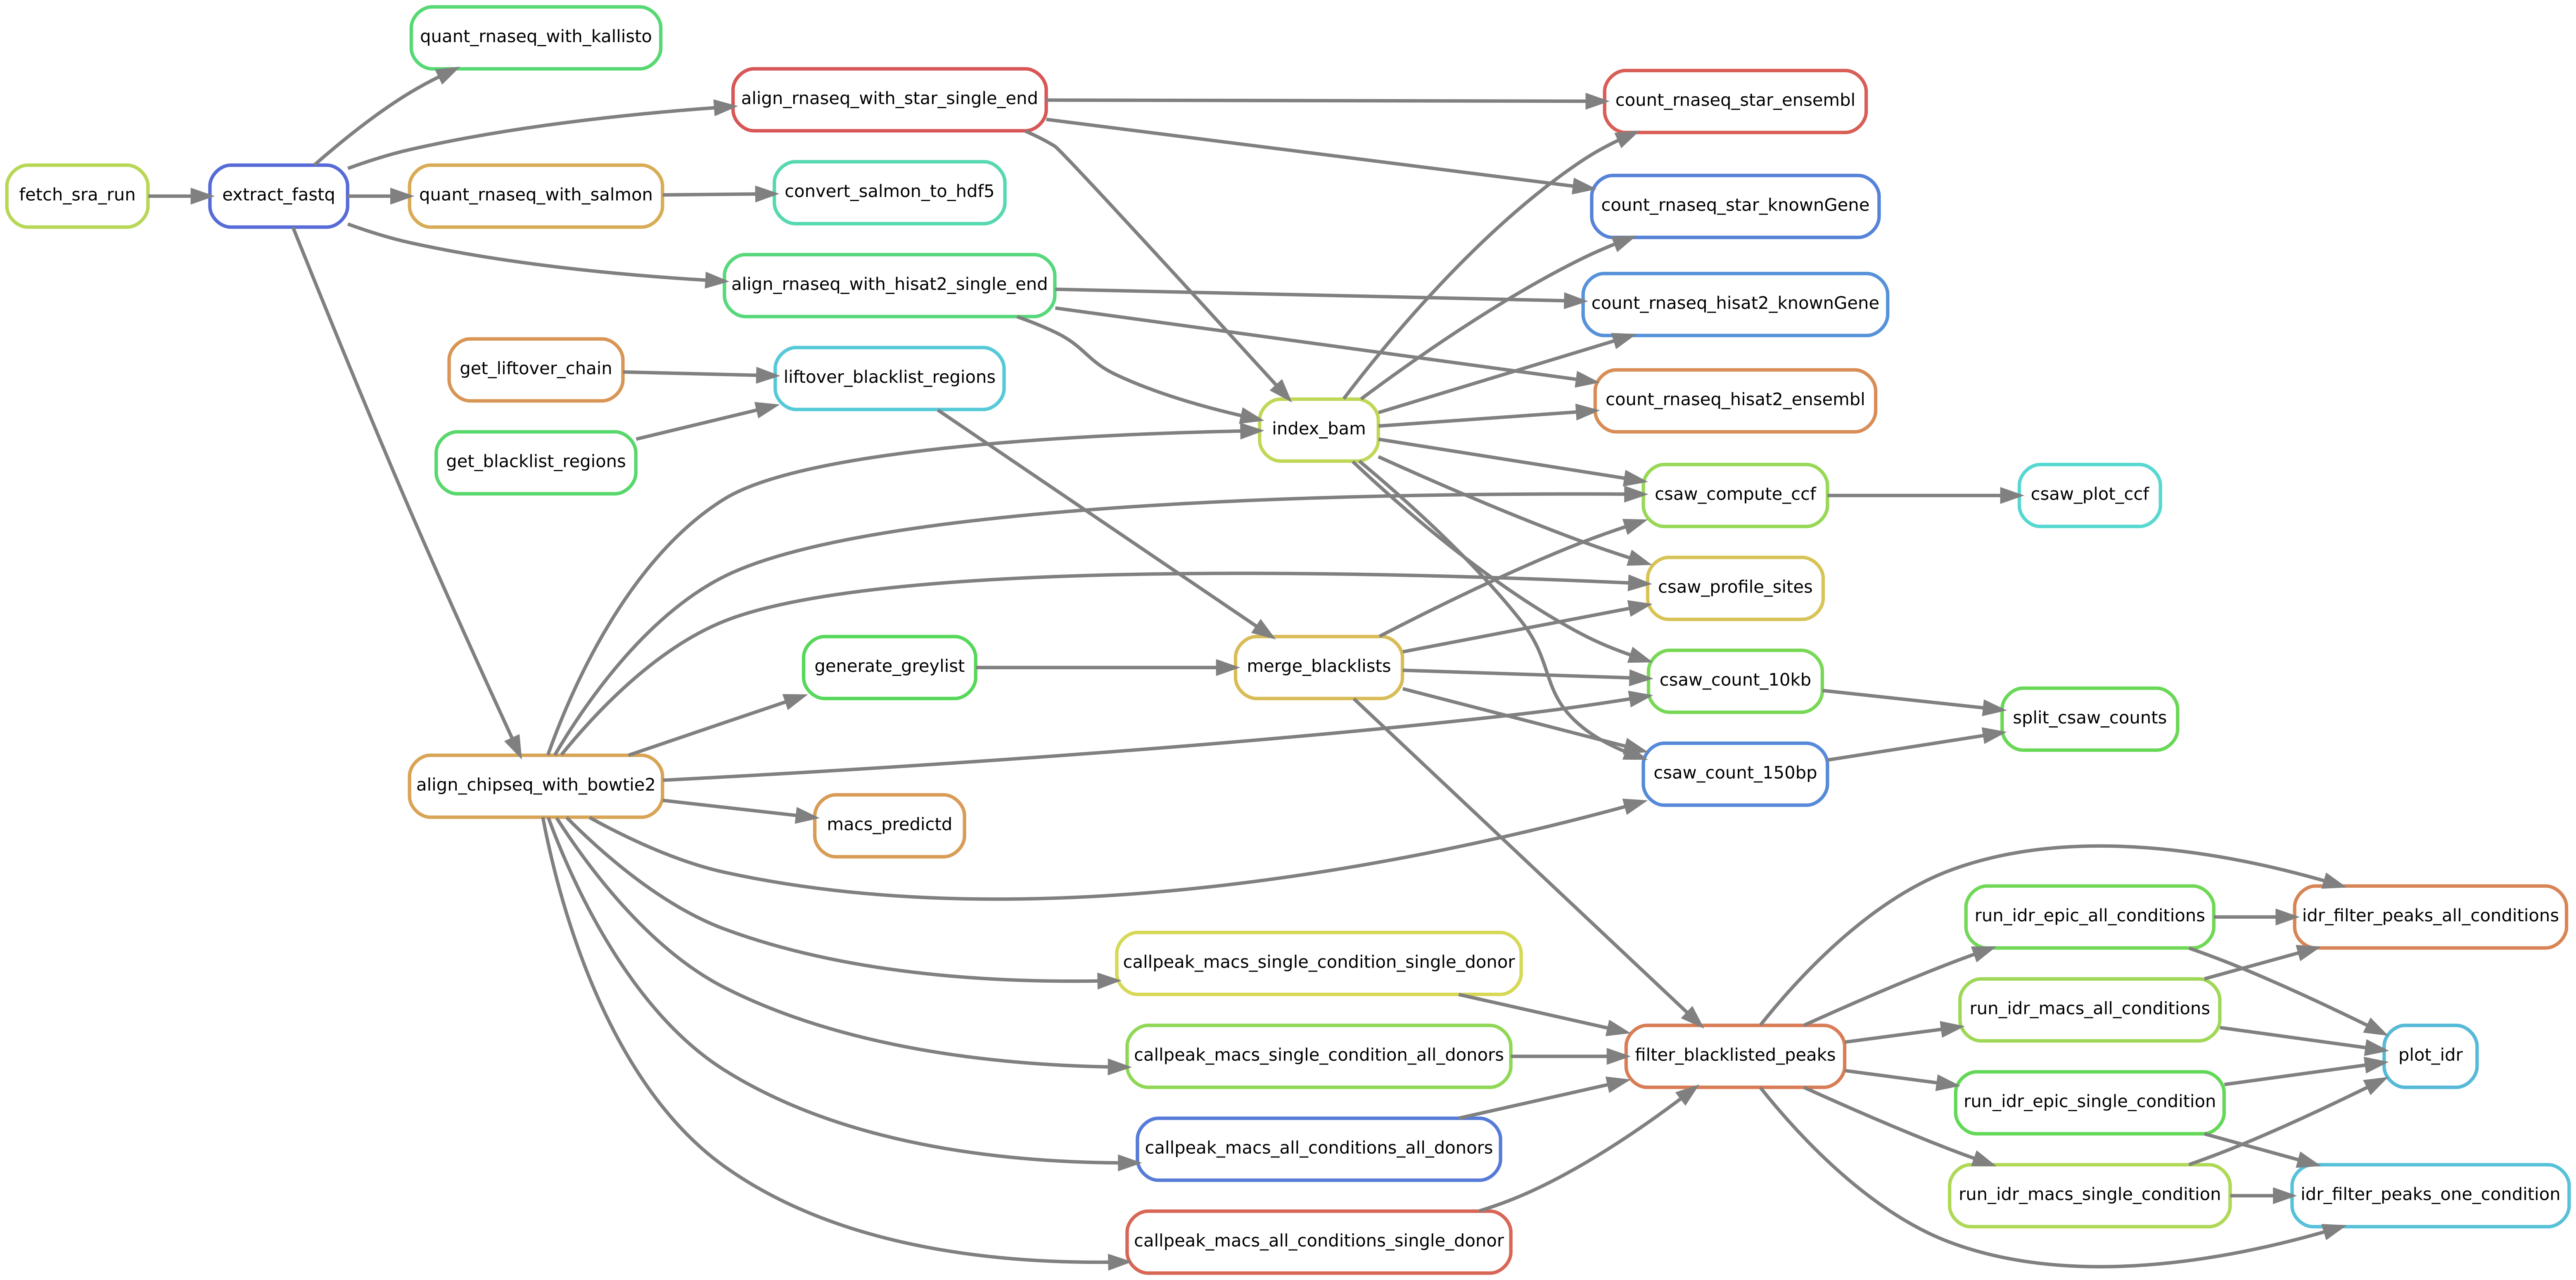 quant_rnaseq_with_kallisto
align_rnaseq_with_star_single_end
count_rnaseq_star_ensembl
fetch_sra_run
extract_fastq
quant_rnaseq_with_salmon
convert_salmon_to_hdf5
count_rnaseq_star_knownGene
align_rnaseq_with_hisat2_single_end
count_rnaseq_hisat2_knownGene
get_liftover_chain
liftover_blacklist_regions
count_rnaseq_hisat2_ensembl
index_bam
get_blacklist_regions
csaw_compute_ccf
csaw_plot_ccf
csaw_profile_sites
generate_greylist
merge_blacklists
csaw_count_10kb
split_csaw_counts
align_chipseq_with_bowtie2
csaw_count_150bp
macs_predictd
run_idr_epic_all_conditions
idr_filter_peaks_all_conditions
callpeak_macs_single_condition_single_donor
run_idr_macs_all_conditions
callpeak_macs_single_condition_all_donors
filter_blacklisted_peaks
plot_idr
run_idr_epic_single_condition
callpeak_macs_all_conditions_all_donors
run_idr_macs_single_condition
idr_filter_peaks_one_condition
callpeak_macs_all_conditions_single_donor